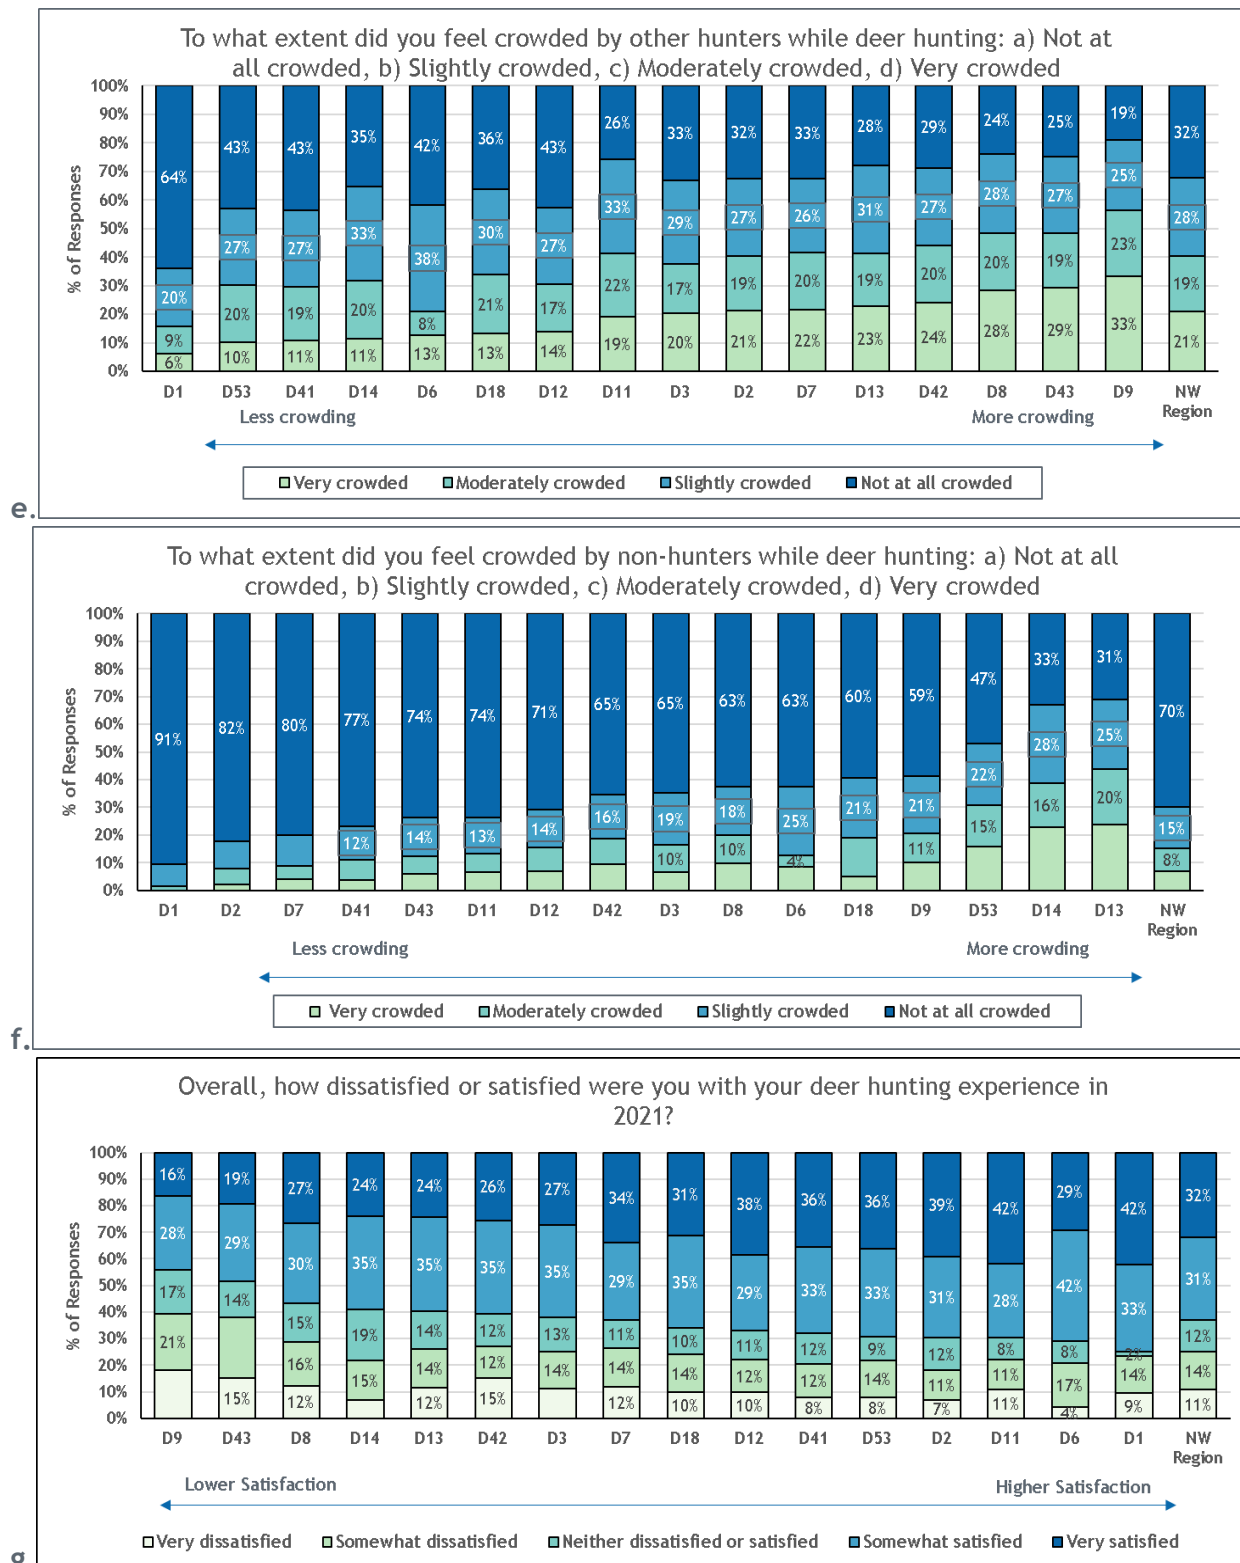 To what extent did you feel crowded by other hunters while deer hunting: a) Not at
all crowded, b) Slightly crowded, c) Moderately crowded, d) Very crowded
% of Responses
100%
90%
80%
70%
60%
50%
40%
30%
20%
10%
0%
64% 43% 43% 35% 42% 36% 43% 26% 33% 32% 33% 28% 29% 24% 25% 19% 32%
20% 27% 27% 33% 38% 30% 27% 33% 29% 27% 26% 31% 27% 28% 27% 25% 28%
9% 20% 19% 20% 8% 21% 17% 22% 17% 19% 20% 19% 20% 20% 19% 23% 19%
6% 10% 11% 11% 13% 13% 14% 19% 20% 21% 22% 23% 24% 28% 29% 33% 21%
D1 D53 D41 D14 D6 D18 D12 D11 D3 D2 D7 D13 D42 D8 D43 D9 NW
Region
Less crowding More crowding
Very crowded Moderately crowded Slightly crowded Not at all crowded
e.
To what extent did you feel crowded by non-hunters while deer hunting: a) Not at all
crowded, b) Slightly crowded, c) Moderately crowded, d) Very crowded
% of Responses
100%
90%
80%
70%
60%
50%
40%
30%
20%
10%
0%
91% 82% 80% 77% 74% 74% 71% 65% 65% 63% 63% 60% 59% 47% 33% 31% 70%
12% 14% 13% 14% 16% 19% 18% 25% 21% 21% 22% 28% 25% 15%
10% 10% 4% 11% 15% 16% 20% 8%
D1 D2 D7 D41 D43 D11 D12 D42 D3 D8 D6 D18 D9 D53 D14 D13 NW
Region
Less crowding More crowding
Very crowded Moderately crowded Slightly crowded Not at all crowded
f.
Overall, how dissatisfied or satisfied were you with your deer hunting experience in
2021?
% of Responses
100%
90%
80%
70%
60%
50%
40%
30%
20%
10%
0%
16% 19% 27% 24% 24% 26% 27% 34% 31% 38% 36% 36% 39% 42% 29% 42% 32%
28% 29% 30% 35% 35% 35% 35% 29% 35% 29% 33% 33% 31% 28% 42% 33% 31%
17% 14% 15% 19% 14% 12% 13% 11% 10% 11% 12% 9% 12% 8% 8% 2% 12%
21% 16% 15% 14% 12% 14% 14% 14% 12% 12% 14% 11% 11% 17% 14% 14%
15% 12% 12% 15% 12% 10% 10% 8% 8% 7% 11% 4% 9% 11%
D9 D43 D8 D14 D13 D42 D3 D7 D18 D12 D41 D53 D2 D11 D6 D1 NW
Region
Lower Satisfaction Higher Satisfaction
Very dissatisfied Somewhat dissatisfied Neither dissatisfied or satisfied Somewhat satisfied Very satisfied
g